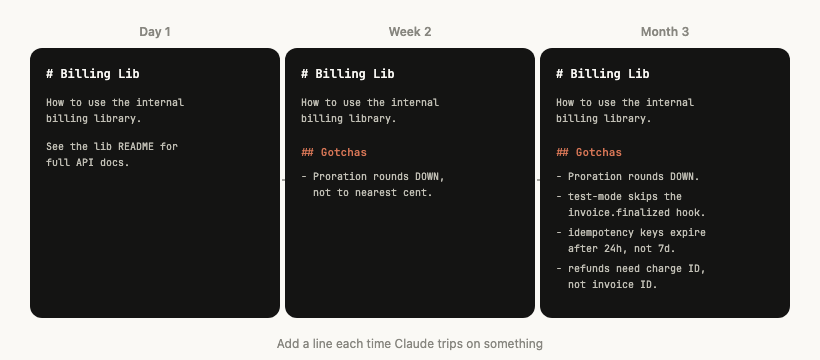 Day 1
# Billing Lib
How to use the internal
billing library.
See the lib README for
full API docs.
Week 2
# Billing Lib
How to use the internal
billing library.
## Gotchas
- Proration rounds DOWN,
not to nearest cent.
Month 3
# Billing Lib
How to use the internal
billing library.
## Gotchas
- Proration rounds DOWN.
- test-mode skips the
invoice.finalized hook.
- idempotency keys expire
after 24h, not 7d.
- refunds need charge ID,
not invoice ID.
Add a line each time Claude trips on something